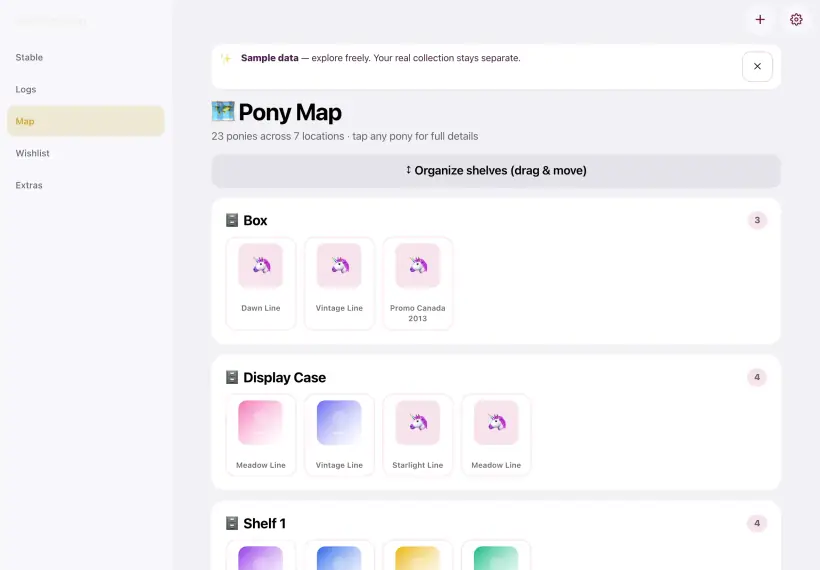 Stable
Logs
Map
Wishlist
Extras
Sample data — explore freely. Your real collection stays separate.
Pony Map
23 ponies across 7 locations · tap any pony for full details
↕ Organize shelves (drag & move)
Box
3
Dawn Line
Vintage Line
Promo Canada
2013
Display Case
4
Meadow Line
Vintage Line
Starlight Line
Meadow Line
Shelf 1
4